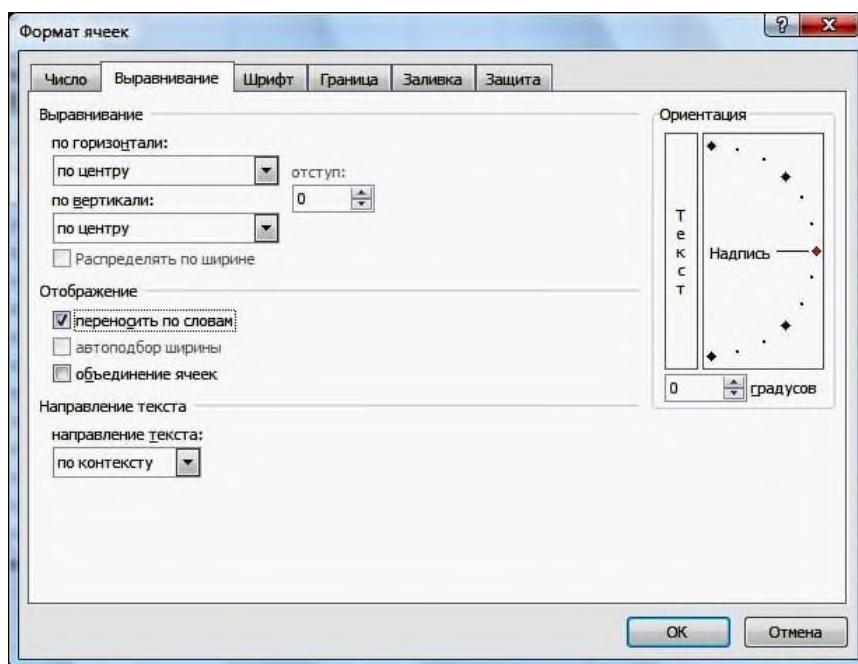 Формат ячеек
Число Выравнивание Шрифт Граница Заливка Защита
Выравнивание
по горизонтали:
по центру
отступ:
0
по вертикали:
по центру
Распределять по ширине
Отображение
переносить по словам
автоподбор ширины
объединение ячеек
Направление текста
направление текста:
по контексту
Ориентация
Текст
Надпись
0 градусов
ОК Отмена